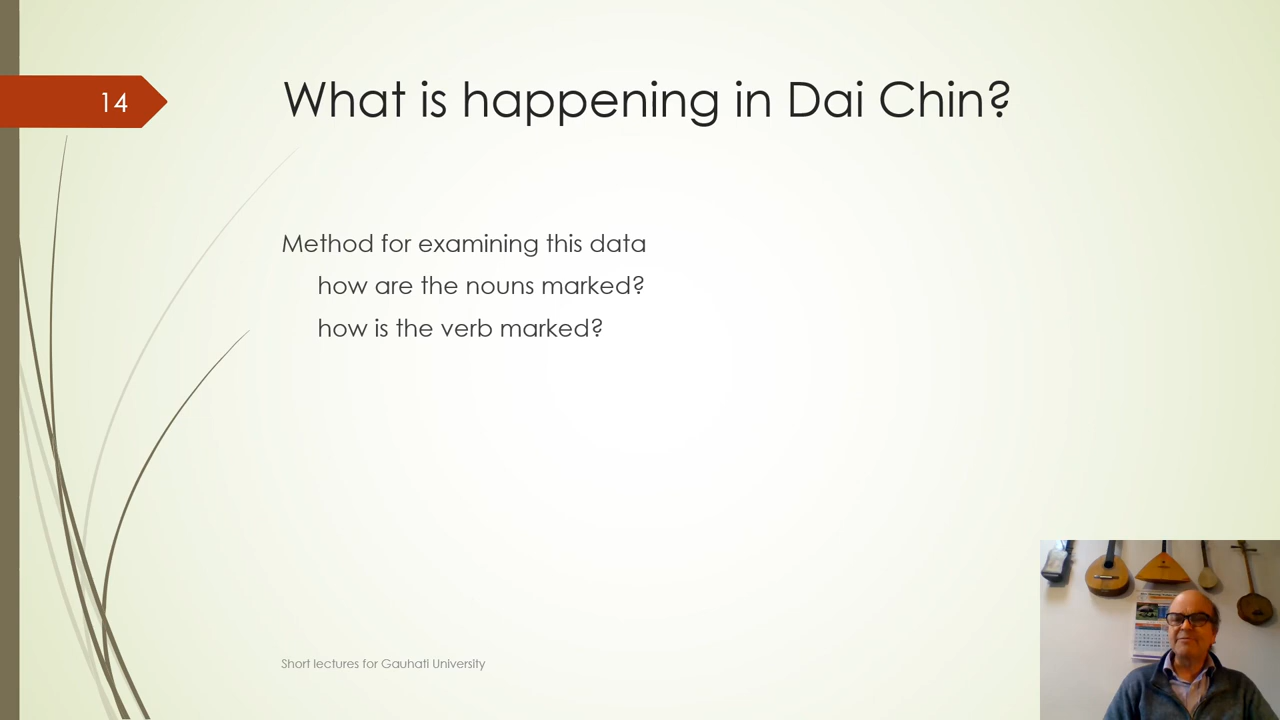 14
What is happening in Dai Chin?
Method for examining this data
how are the nouns marked?
how is the verb marked?
Short lectures for Gauhati University